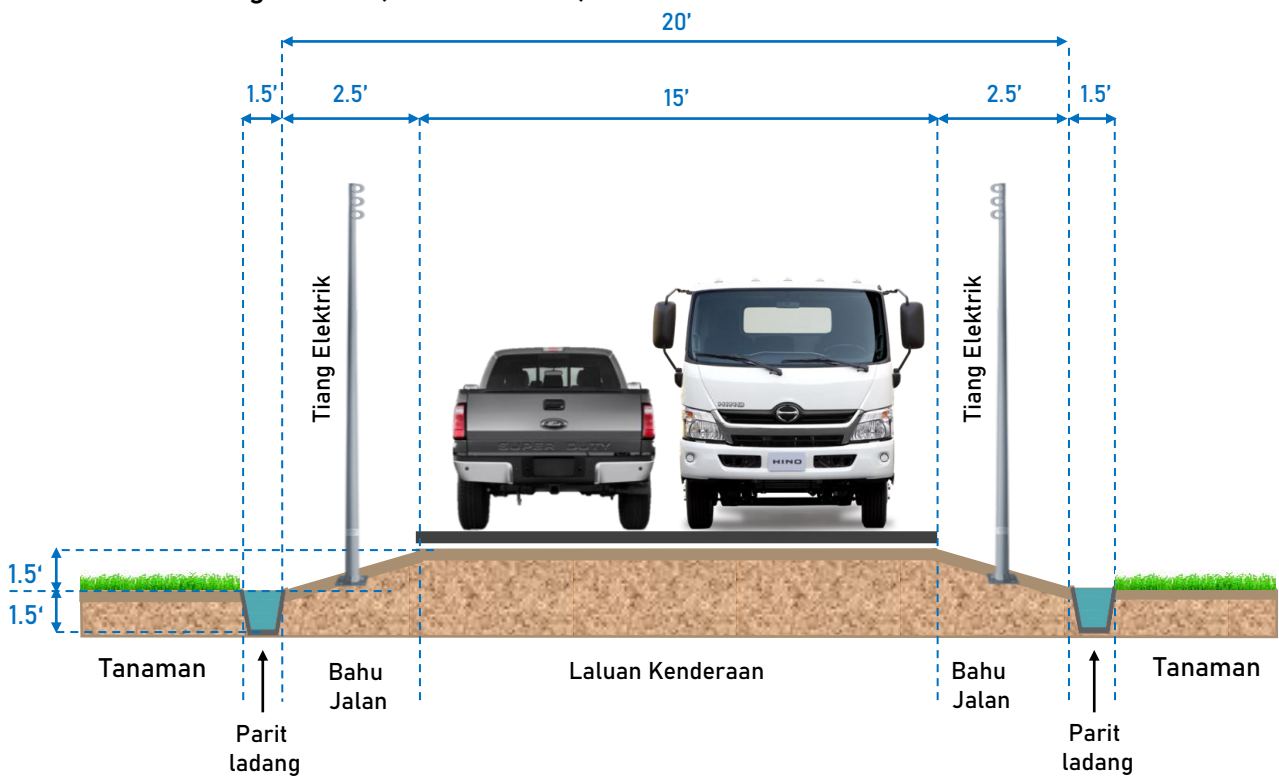 20’
1.5’
2.5’
15’
2.5’
1.5’
Tiang Elektrik
Tiang Elektrik
SUPER DUTY
HINO
HINO
1.5‘
1.5’
Tanaman
Bahu
Jalan
Laluan Kenderaan
Bahu
Jalan
Tanaman
Parit
ladang
Parit
ladang